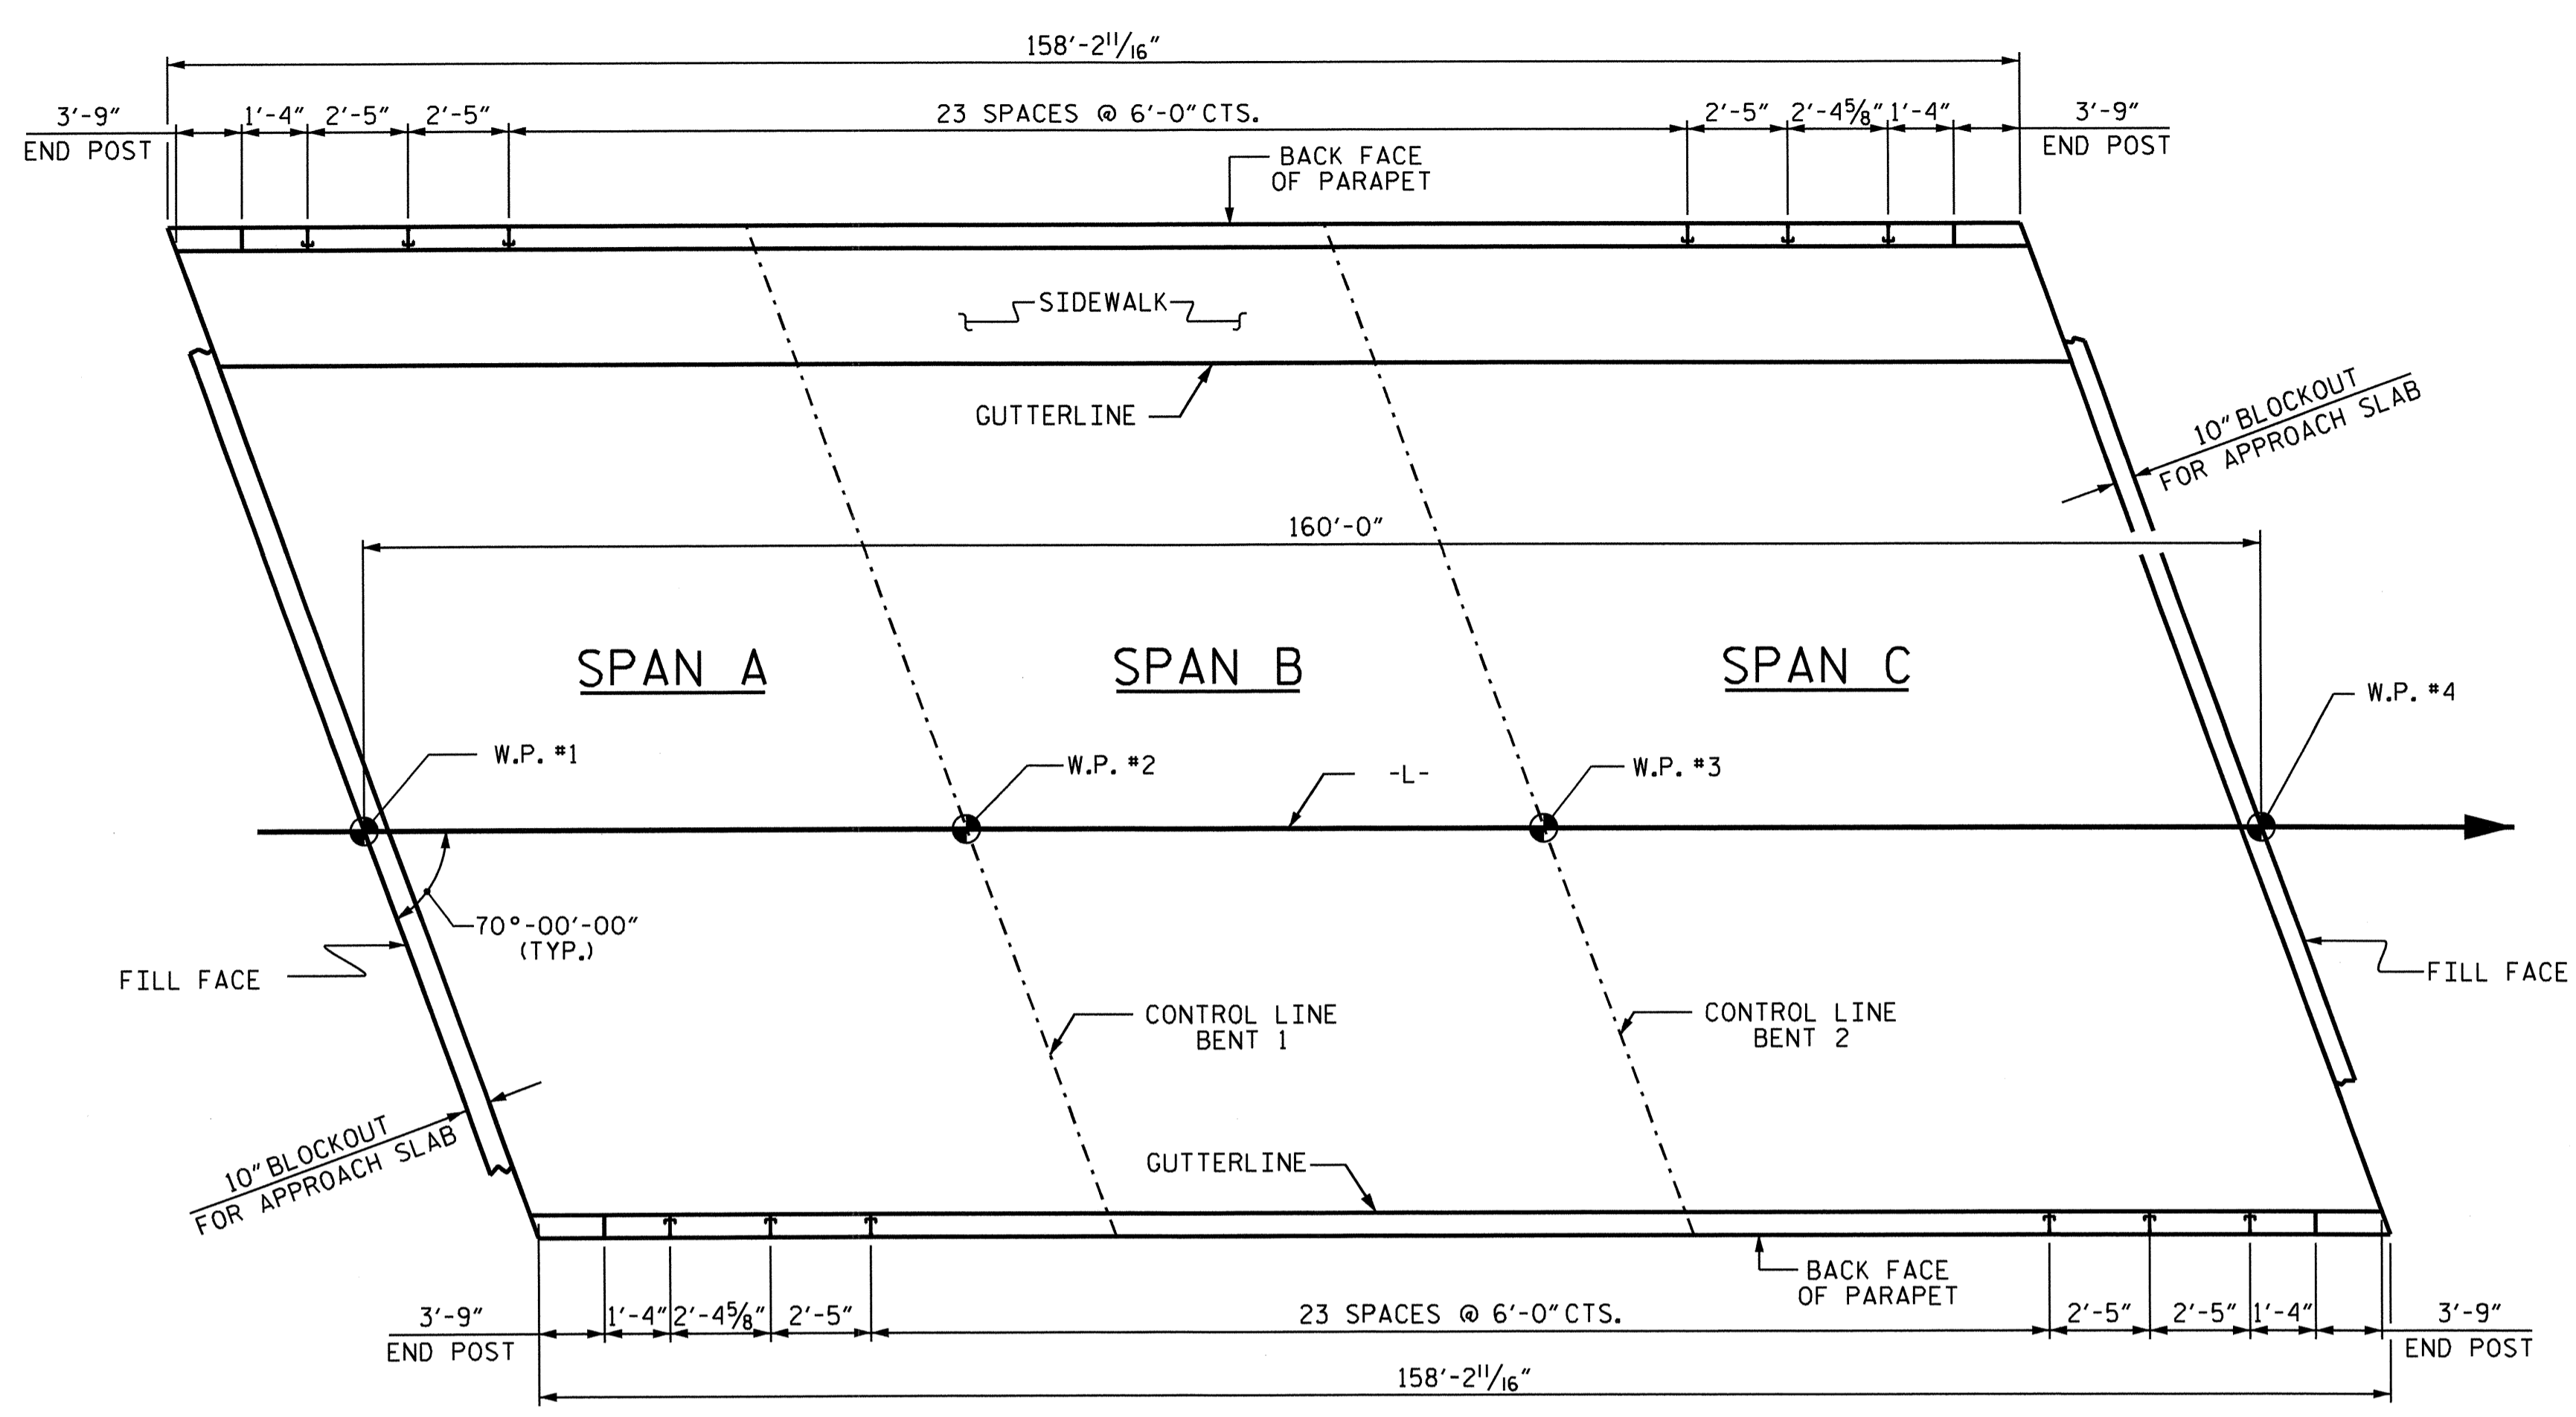 158'-2 11/16"
3'-9"
END POST
1'-4"
2'-5"
2'-5"
23 SPACES @ 6'-0" CTS.
2'-5"
2'-4 5/8"
1'-4"
3'-9"
END POST
BACK FACE
OF PARAPET
SIDEWALK
GUTTERLINE
10" BLOCKOUT
FOR APPROACH SLAB
160'-0"
SPAN A
SPAN B
SPAN C
W.P. #1
W.P. #2
-L-
W.P. #3
W.P. #4
70°-00'-00"
(TYP.)
FILL FACE
FILL FACE
CONTROL LINE
BENT 1
CONTROL LINE
BENT 2
10" BLOCKOUT
FOR APPROACH SLAB
GUTTERLINE
BACK FACE
OF PARAPET
3'-9"
END POST
1'-4"
2'-4 5/8"
2'-5"
23 SPACES @ 6'-0" CTS.
2'-5"
2'-5"
1'-4"
3'-9"
END POST
158'-2 11/16"